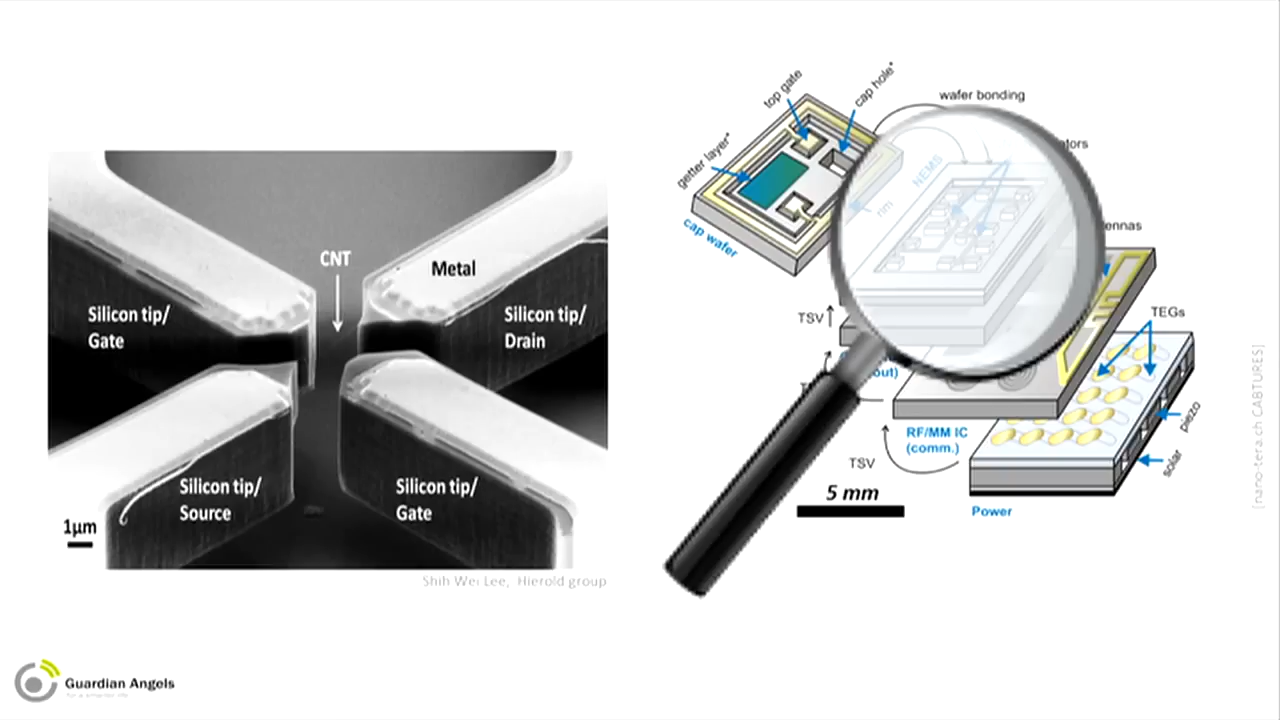 CNT
Metal
Silicon tip/
Gate
Silicon tip/
Drain
Silicon tip/
Source
Silicon tip/
Gate
1μm
Shih Wei Lee, Hierold group
top gate
cap hole*
wafer bonding
getter layer*
cap wafer
NEMS
TSV
TEGs
RF/MM IC
(comm.)
TSV
piezo
solar
5 mm
Power
[nano-tera.ch CABTURES]
Guardian Angels